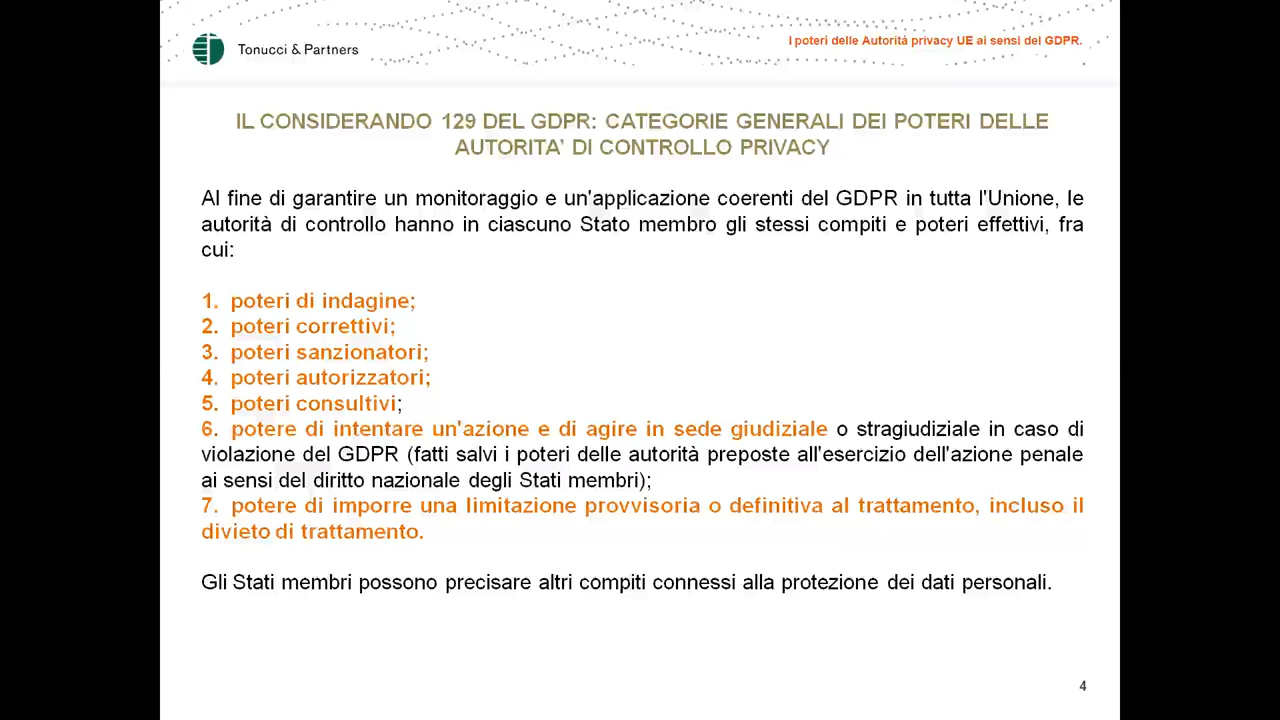 Tonucci & Partners
I poteri delle Autorità privacy UE ai sensi del GDPR.
IL CONSIDERANDO 129 DEL GDPR: CATEGORIE GENERALI DEI POTERI DELLE
AUTORITA' DI CONTROLLO PRIVACY
Al fine di garantire un monitoraggio e un'applicazione coerenti del GDPR in tutta l'Unione, le
autorità di controllo hanno in ciascuno Stato membro gli stessi compiti e poteri effettivi, fra
cui:
1. poteri di indagine;
2. poteri correttivi;
3. poteri sanzionatori;
4. poteri autorizzatori;
5. poteri consultivi;
6. potere di intentare un'azione e di agire in sede giudiziale o stragiudiziale in caso di
violazione del GDPR (fatti salvi i poteri delle autorità preposte all'esercizio dell'azione penale
ai sensi del diritto nazionale degli Stati membri);
7. potere di imporre una limitazione provvisoria o definitiva al trattamento, incluso il
divieto di trattamento.
Gli Stati membri possono precisare altri compiti connessi alla protezione dei dati personali.
4